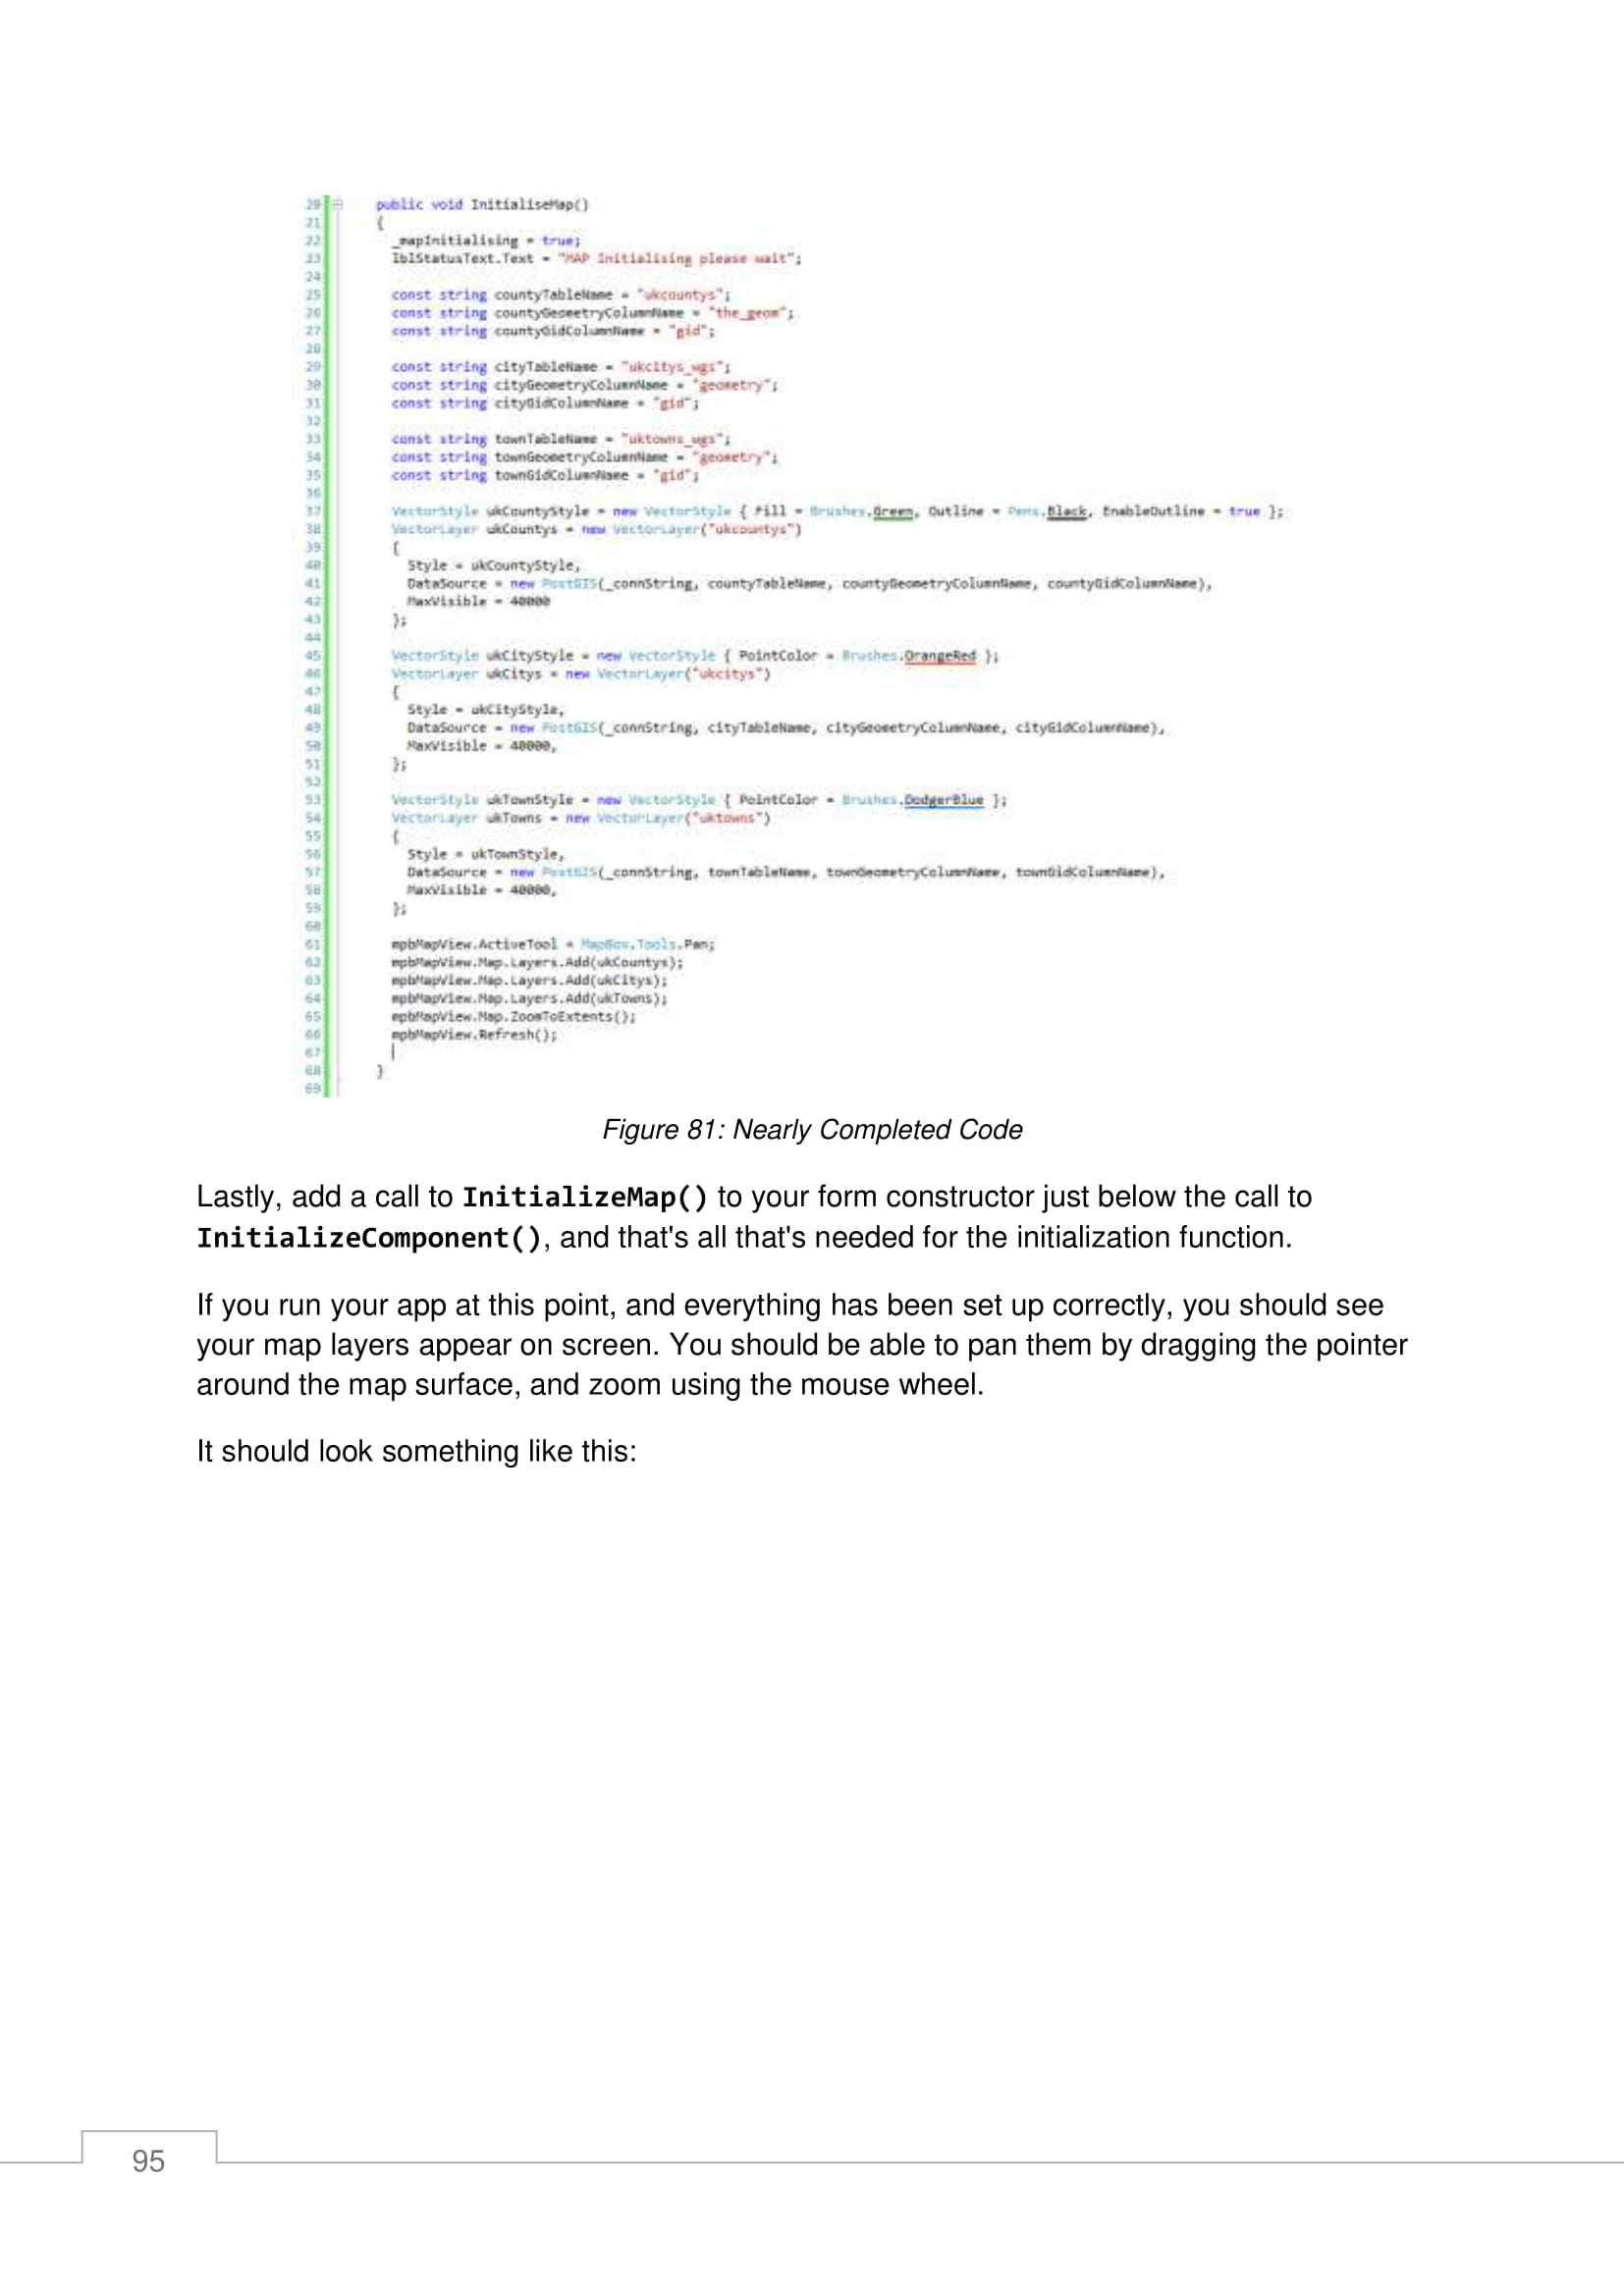 20 public void InitialiseMap()
21 {
22 _mapInitialising = true;
23 lblStatusText.Text = "MAP Initialising please wait";
24
25 const string countyTableName = "ukcountys";
26 const string countyGeometryColumnName = "the_geom";
27 const string countyGidColumnName = "gid";
28
29 const string cityTableName = "ukcitys_wgs";
30 const string cityGeometryColumnName = "geometry";
31 const string cityGidColumnName = "gid";
32
33 const string townTableName = "uktowns_wgs";
34 const string townGeometryColumnName = "geometry";
35 const string townGidColumnName = "gid";
36
37 VectorStyle ukCountyStyle = new VectorStyle { Fill = Brushes.Green, Outline = Pens.Black, EnableOutline = true };
38 VectorLayer ukCountys = new VectorLayer("ukcountys")
39 {
40 Style = ukCountyStyle,
41 DataSource = new PostGIS(_connString, countyTableName, countyGeometryColumnName, countyGidColumnName),
42 MaxVisible = 40000
43 };
44
45 VectorStyle ukCityStyle = new VectorStyle { PointColor = Brushes.OrangeRed };
46 VectorLayer ukCitys = new VectorLayer("ukcitys")
47 {
48 Style = ukCityStyle,
49 DataSource = new PostGIS(_connString, cityTableName, cityGeometryColumnName, cityGidColumnName),
50 MaxVisible = 40000,
51 };
52
53 VectorStyle ukTownStyle = new VectorStyle { PointColor = Brushes.DodgerBlue };
54 VectorLayer ukTowns = new VectorLayer("uktowns")
55 {
56 Style = ukTownStyle,
57 DataSource = new PostGIS(_connString, townTableName, townGeometryColumnName, townGidColumnName),
58 MaxVisible = 40000,
59 };
60
61 mpbMapView.ActiveTool = MapBox.Tools.Pan;
62 mpbMapView.Map.Layers.Add(ukCountys);
63 mpbMapView.Map.Layers.Add(ukCitys);
64 mpbMapView.Map.Layers.Add(ukTowns);
65 mpbMapView.Map.ZoomToExtents();
66 mpbMapView.Refresh();
67
68 }
69
Figure 81: Nearly Completed Code
Lastly, add a call to InitializeMap() to your form constructor just below the call to
InitializeComponent(), and that's all that's needed for the initialization function.
If you run your app at this point, and everything has been set up correctly, you should see
your map layers appear on screen. You should be able to pan them by dragging the pointer
around the map surface, and zoom using the mouse wheel.
It should look something like this:
95